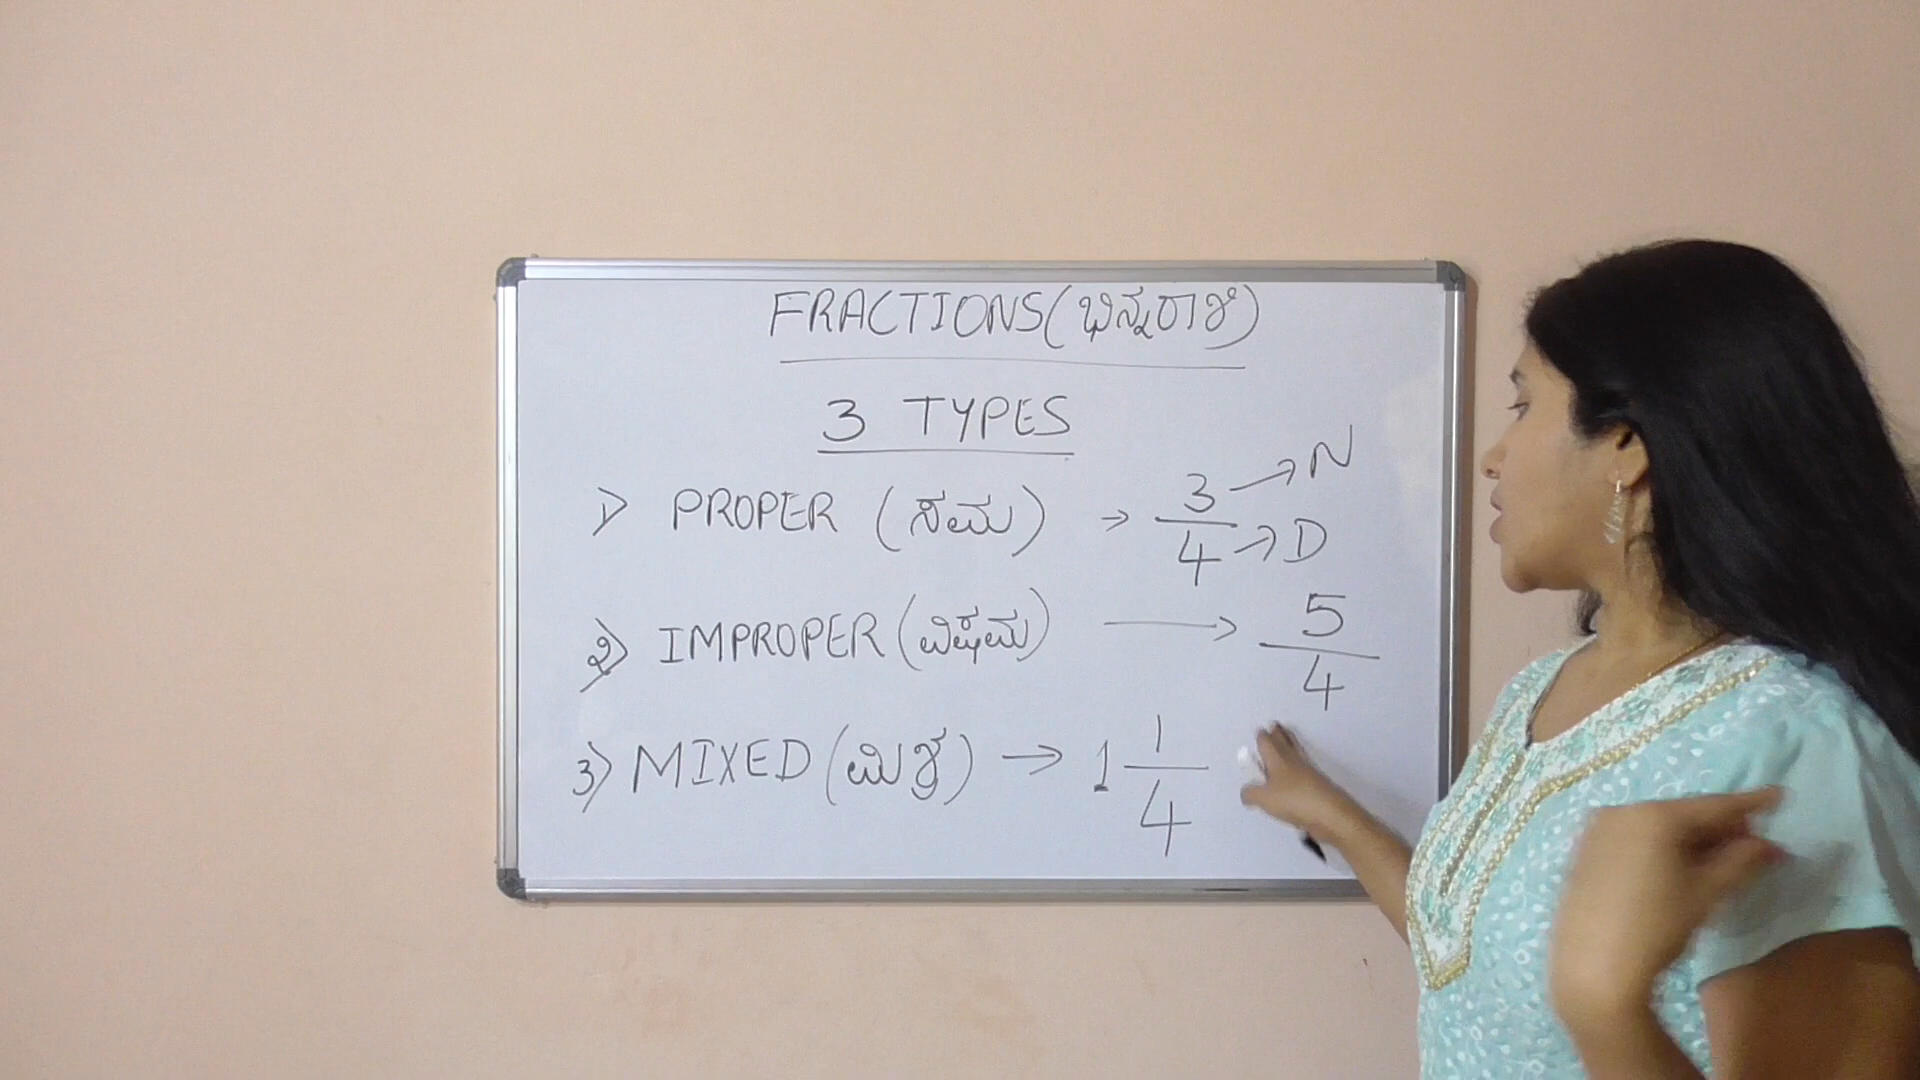 FRACTIONS (ಭಿನ್ನರಾಶಿ)
3 TYPES
1) PROPER (ಸಮ) → 3/4 → N → D
2) IMPROPER (ವಿಷಮ) → 5/4
3) MIXED (ಮಿಶ್ರ) → 1 1/4